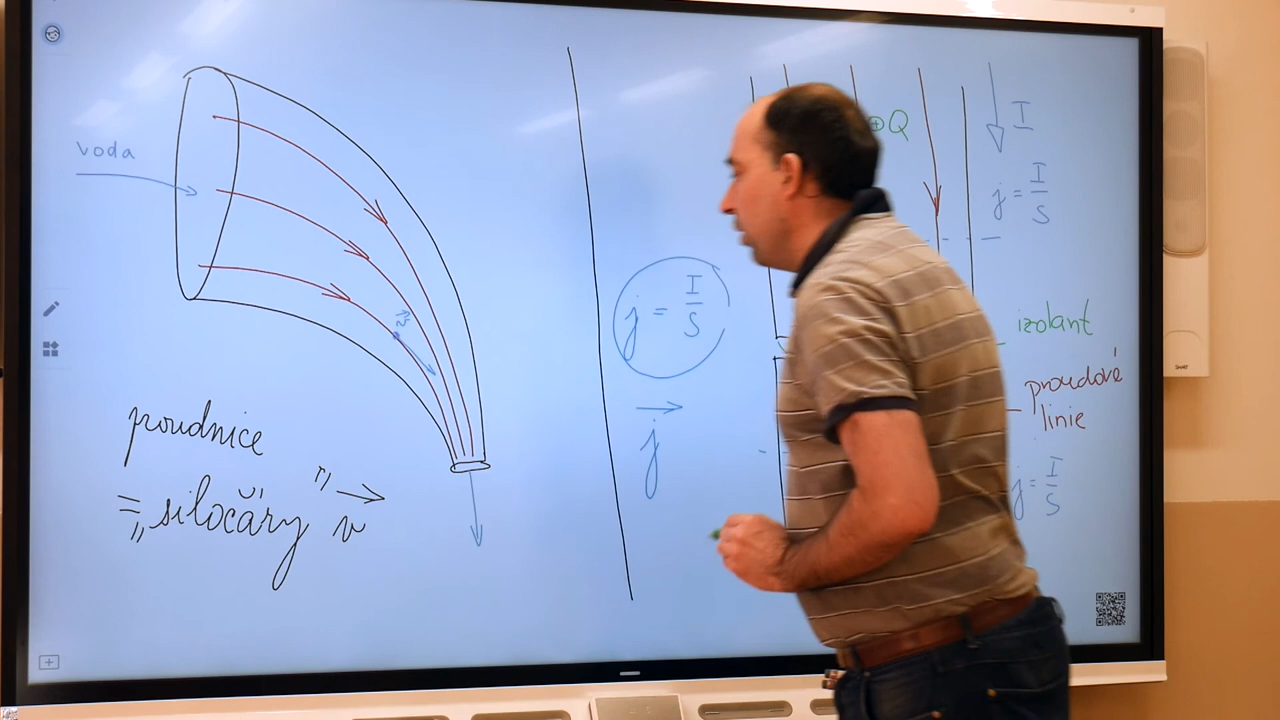 voda
v⃗
proudnice
= „siločáry" v⃗
j = I/S
j⃗
⊕Q
I
j = I/S
izolant
proudové
linie
j = I/S